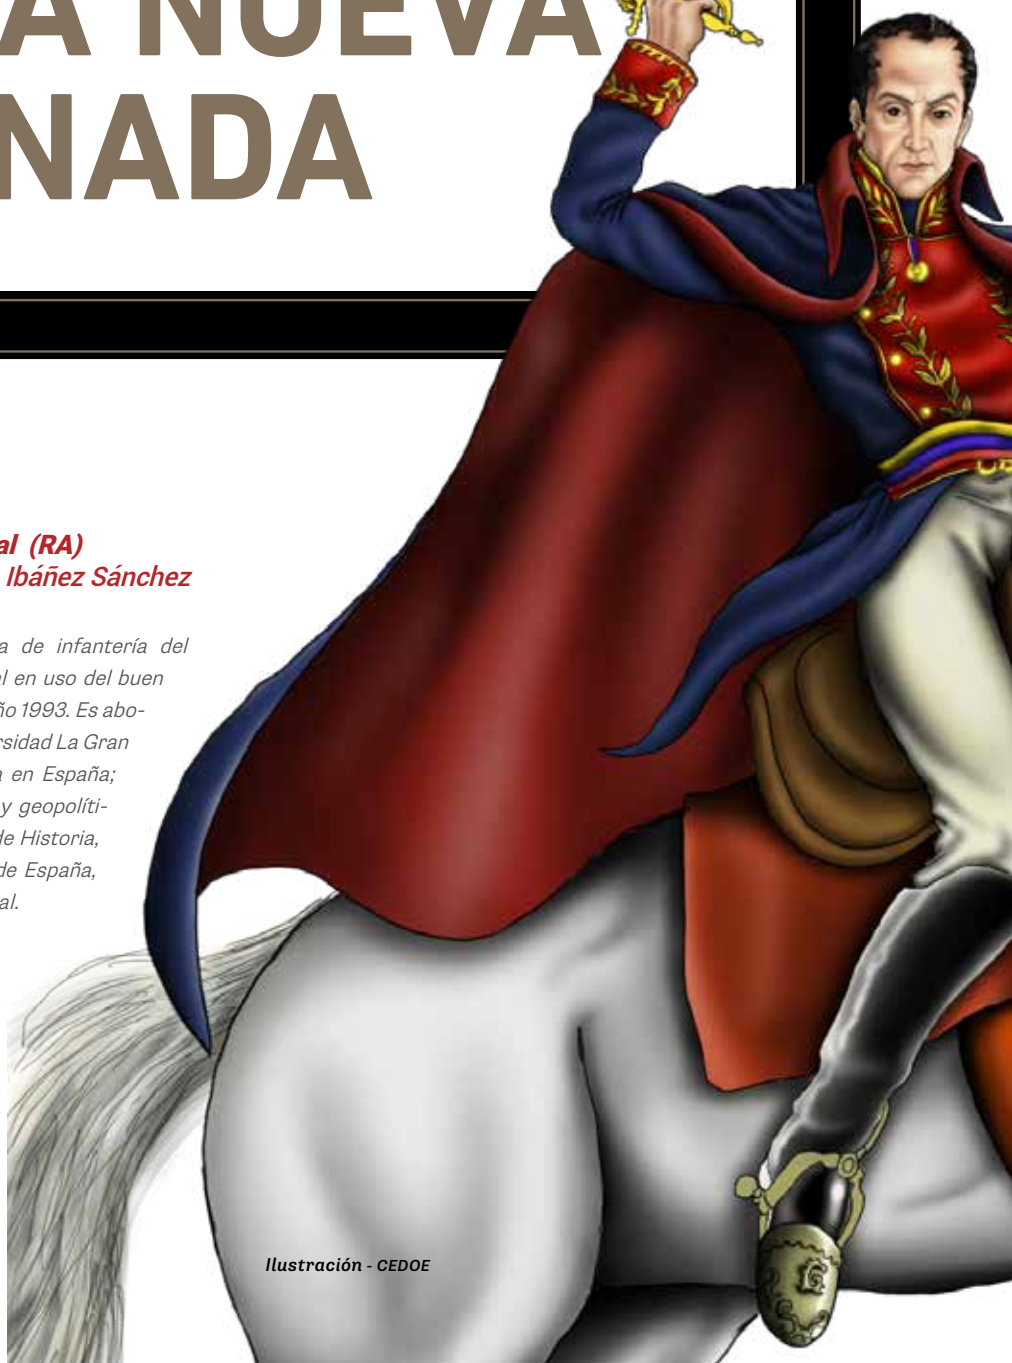 A NUEVA
NADA
al (RA)
Ibáñez Sánchez
a de infantería del
l en uso del buen
ño 1993. Es abo-
rsidad La Gran
a en España;
y geopolíti-
de Historia,
de España,
al.
Ilustración - CEDOE